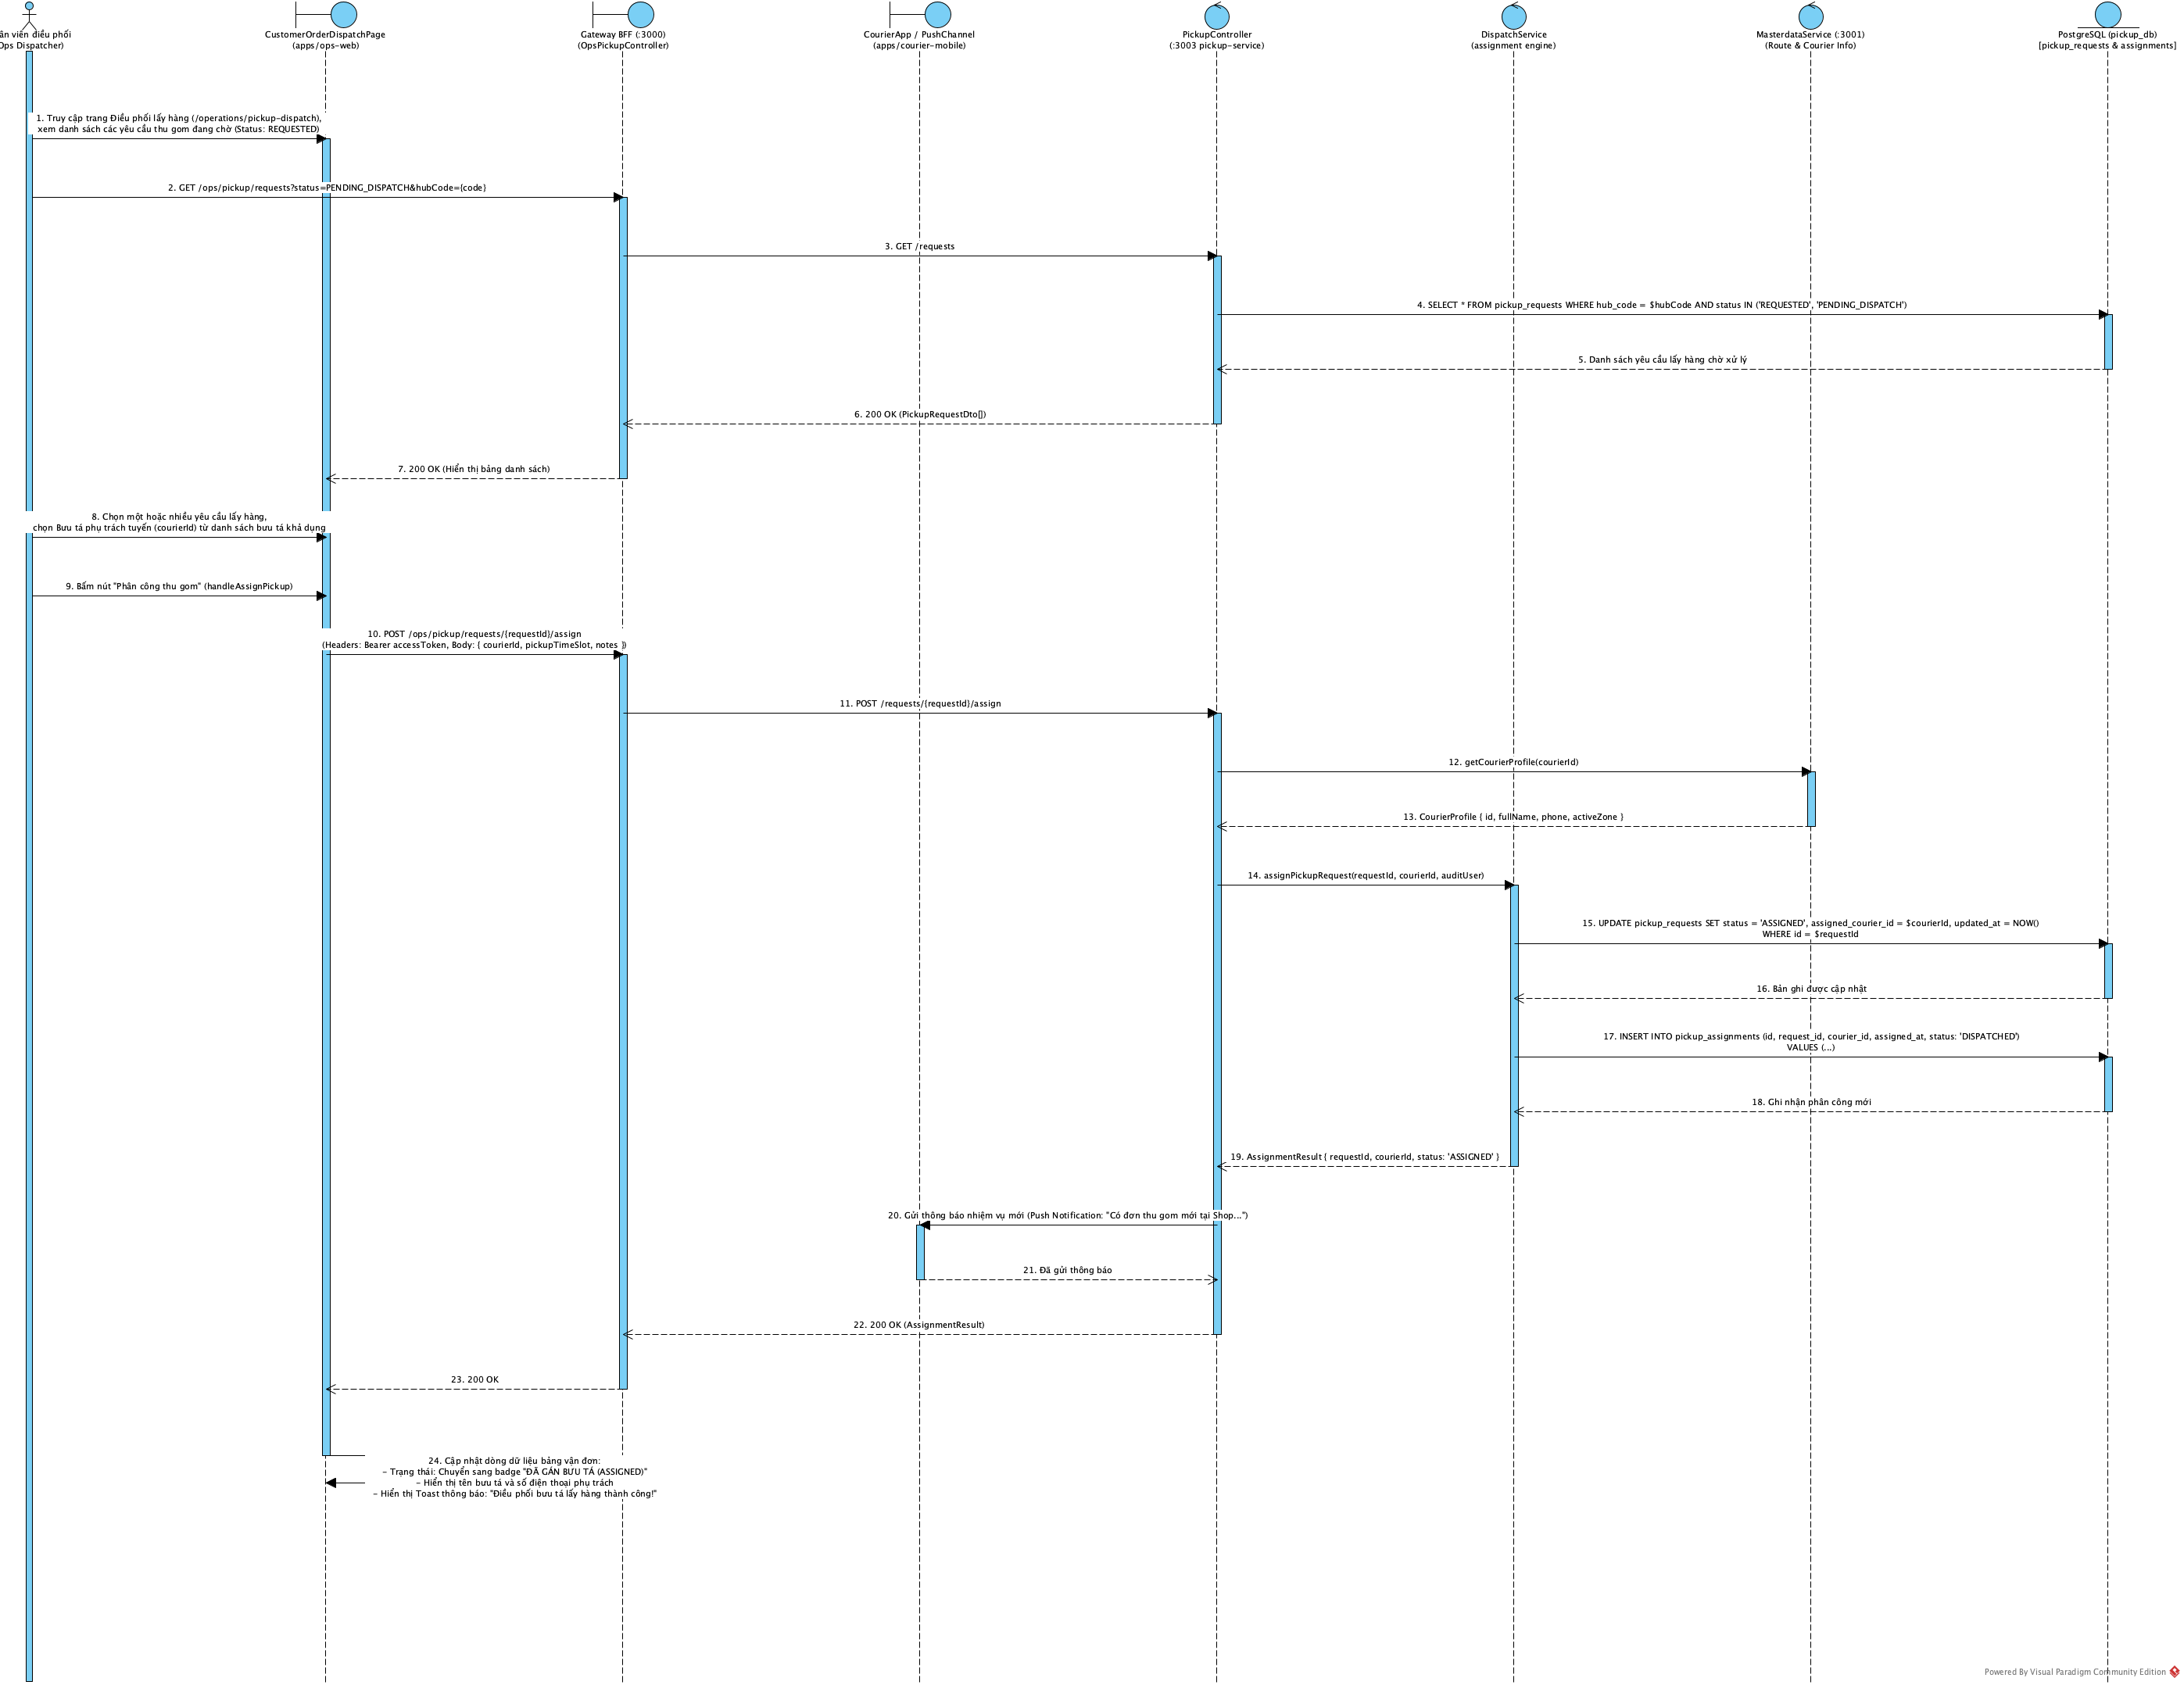 ân viên điều phối
Ops Dispatcher)
CustomerOrderDispatchPage
(apps/ops-web)
Gateway BFF (:3000)
(OpsPickupController)
CourierApp / PushChannel
(apps/courier-mobile)
PickupController
(:3003 pickup-service)
DispatchService
(assignment engine)
MasterdataService (:3001)
(Route & Courier Info)
PostgreSQL (pickup_db)
[pickup_requests & assignments]
1. Truy cập trang Điều phối lấy hàng (/operations/pickup-dispatch),
xem danh sách các yêu cầu thu gom đang chờ (Status: REQUESTED)
2. GET /ops/pickup/requests?status=PENDING_DISPATCH&hubCode={code}
3. GET /requests
4. SELECT * FROM pickup_requests WHERE hub_code = $hubCode AND status IN ('REQUESTED', 'PENDING_DISPATCH')
5. Danh sách yêu cầu lấy hàng chờ xử lý
6. 200 OK (PickupRequestDto[])
7. 200 OK (Hiển thị bảng danh sách)
8. Chọn một hoặc nhiều yêu cầu lấy hàng,
chọn Bưu tá phụ trách tuyến (courierId) từ danh sách bưu tá khả dụng
9. Bấm nút "Phân công thu gom" (handleAssignPickup)
10. POST /ops/pickup/requests/{requestId}/assign
(Headers: Bearer accessToken, Body: { courierId, pickupTimeSlot, notes })
11. POST /requests/{requestId}/assign
12. getCourierProfile(courierId)
13. CourierProfile { id, fullName, phone, activeZone }
14. assignPickupRequest(requestId, courierId, auditUser)
15. UPDATE pickup_requests SET status = 'ASSIGNED', assigned_courier_id = $courierId, updated_at = NOW()
WHERE id = $requestId
16. Bản ghi được cập nhật
17. INSERT INTO pickup_assignments (id, request_id, courier_id, assigned_at, status: 'DISPATCHED')
VALUES (...)
18. Ghi nhận phân công mới
19. AssignmentResult { requestId, courierId, status: 'ASSIGNED' }
20. Gửi thông báo nhiệm vụ mới (Push Notification: "Có đơn thu gom mới tại Shop...")
21. Đã gửi thông báo
22. 200 OK (AssignmentResult)
23. 200 OK
24. Cập nhật dòng dữ liệu bảng vận đơn:
- Trạng thái: Chuyển sang badge "ĐÃ GÁN BƯU TÁ (ASSIGNED)"
- Hiển thị tên bưu tá và số điện thoại phụ trách
- Hiển thị Toast thông báo: "Điều phối bưu tá lấy hàng thành công!"
Powered By Visual Paradigm Community Edition